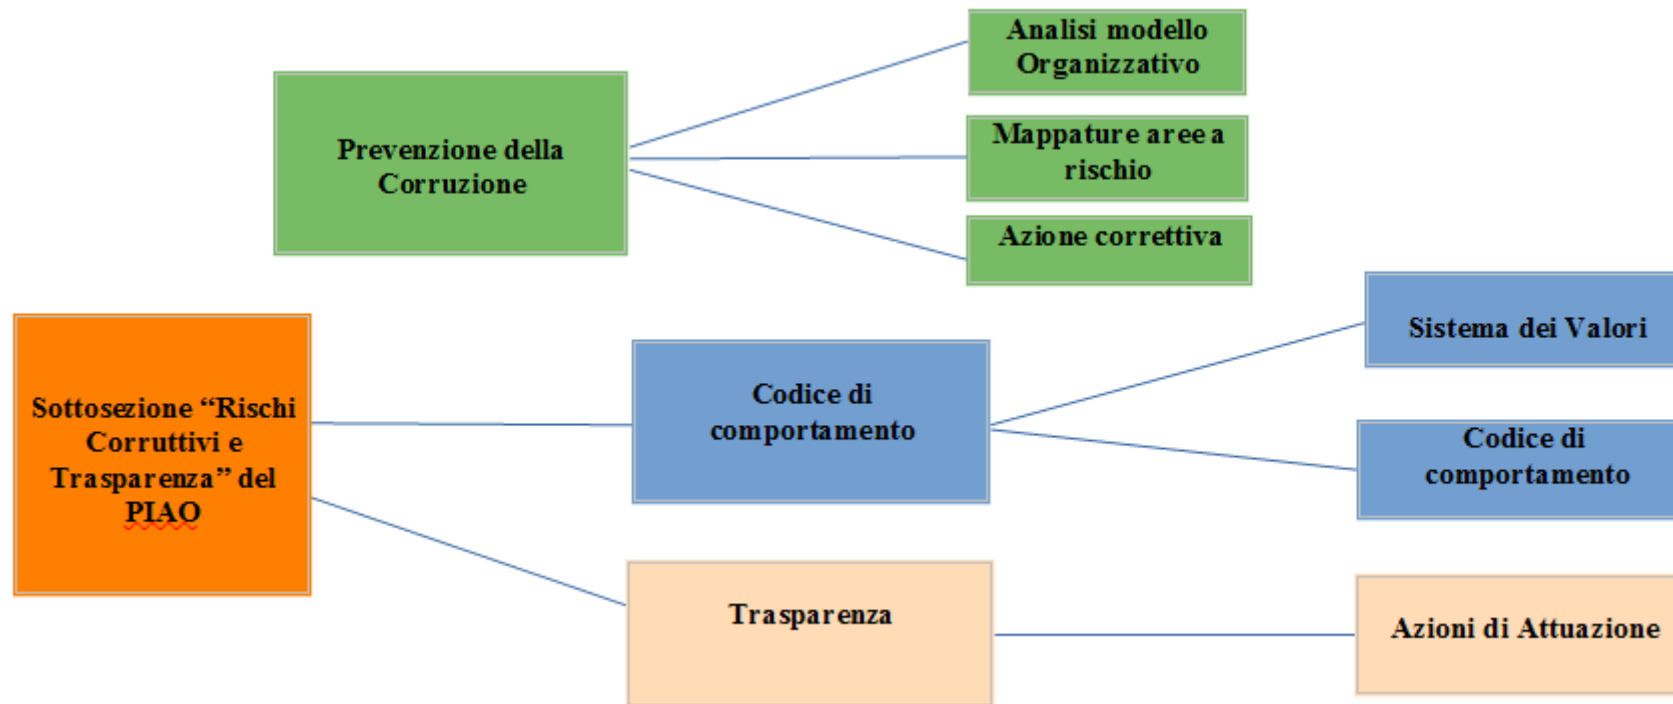 Analisi modello
Organizzativo
Prevenzione della
Corruzione
Mappature aree a
rischio
Azione correttiva
Sottosezione “Rischi
Corruttivi e
Trasparenza” del
PIAO
Codice di
comportamento
Sistema dei Valori
Codice di
comportamento
Trasparenza
Azioni di Attuazione